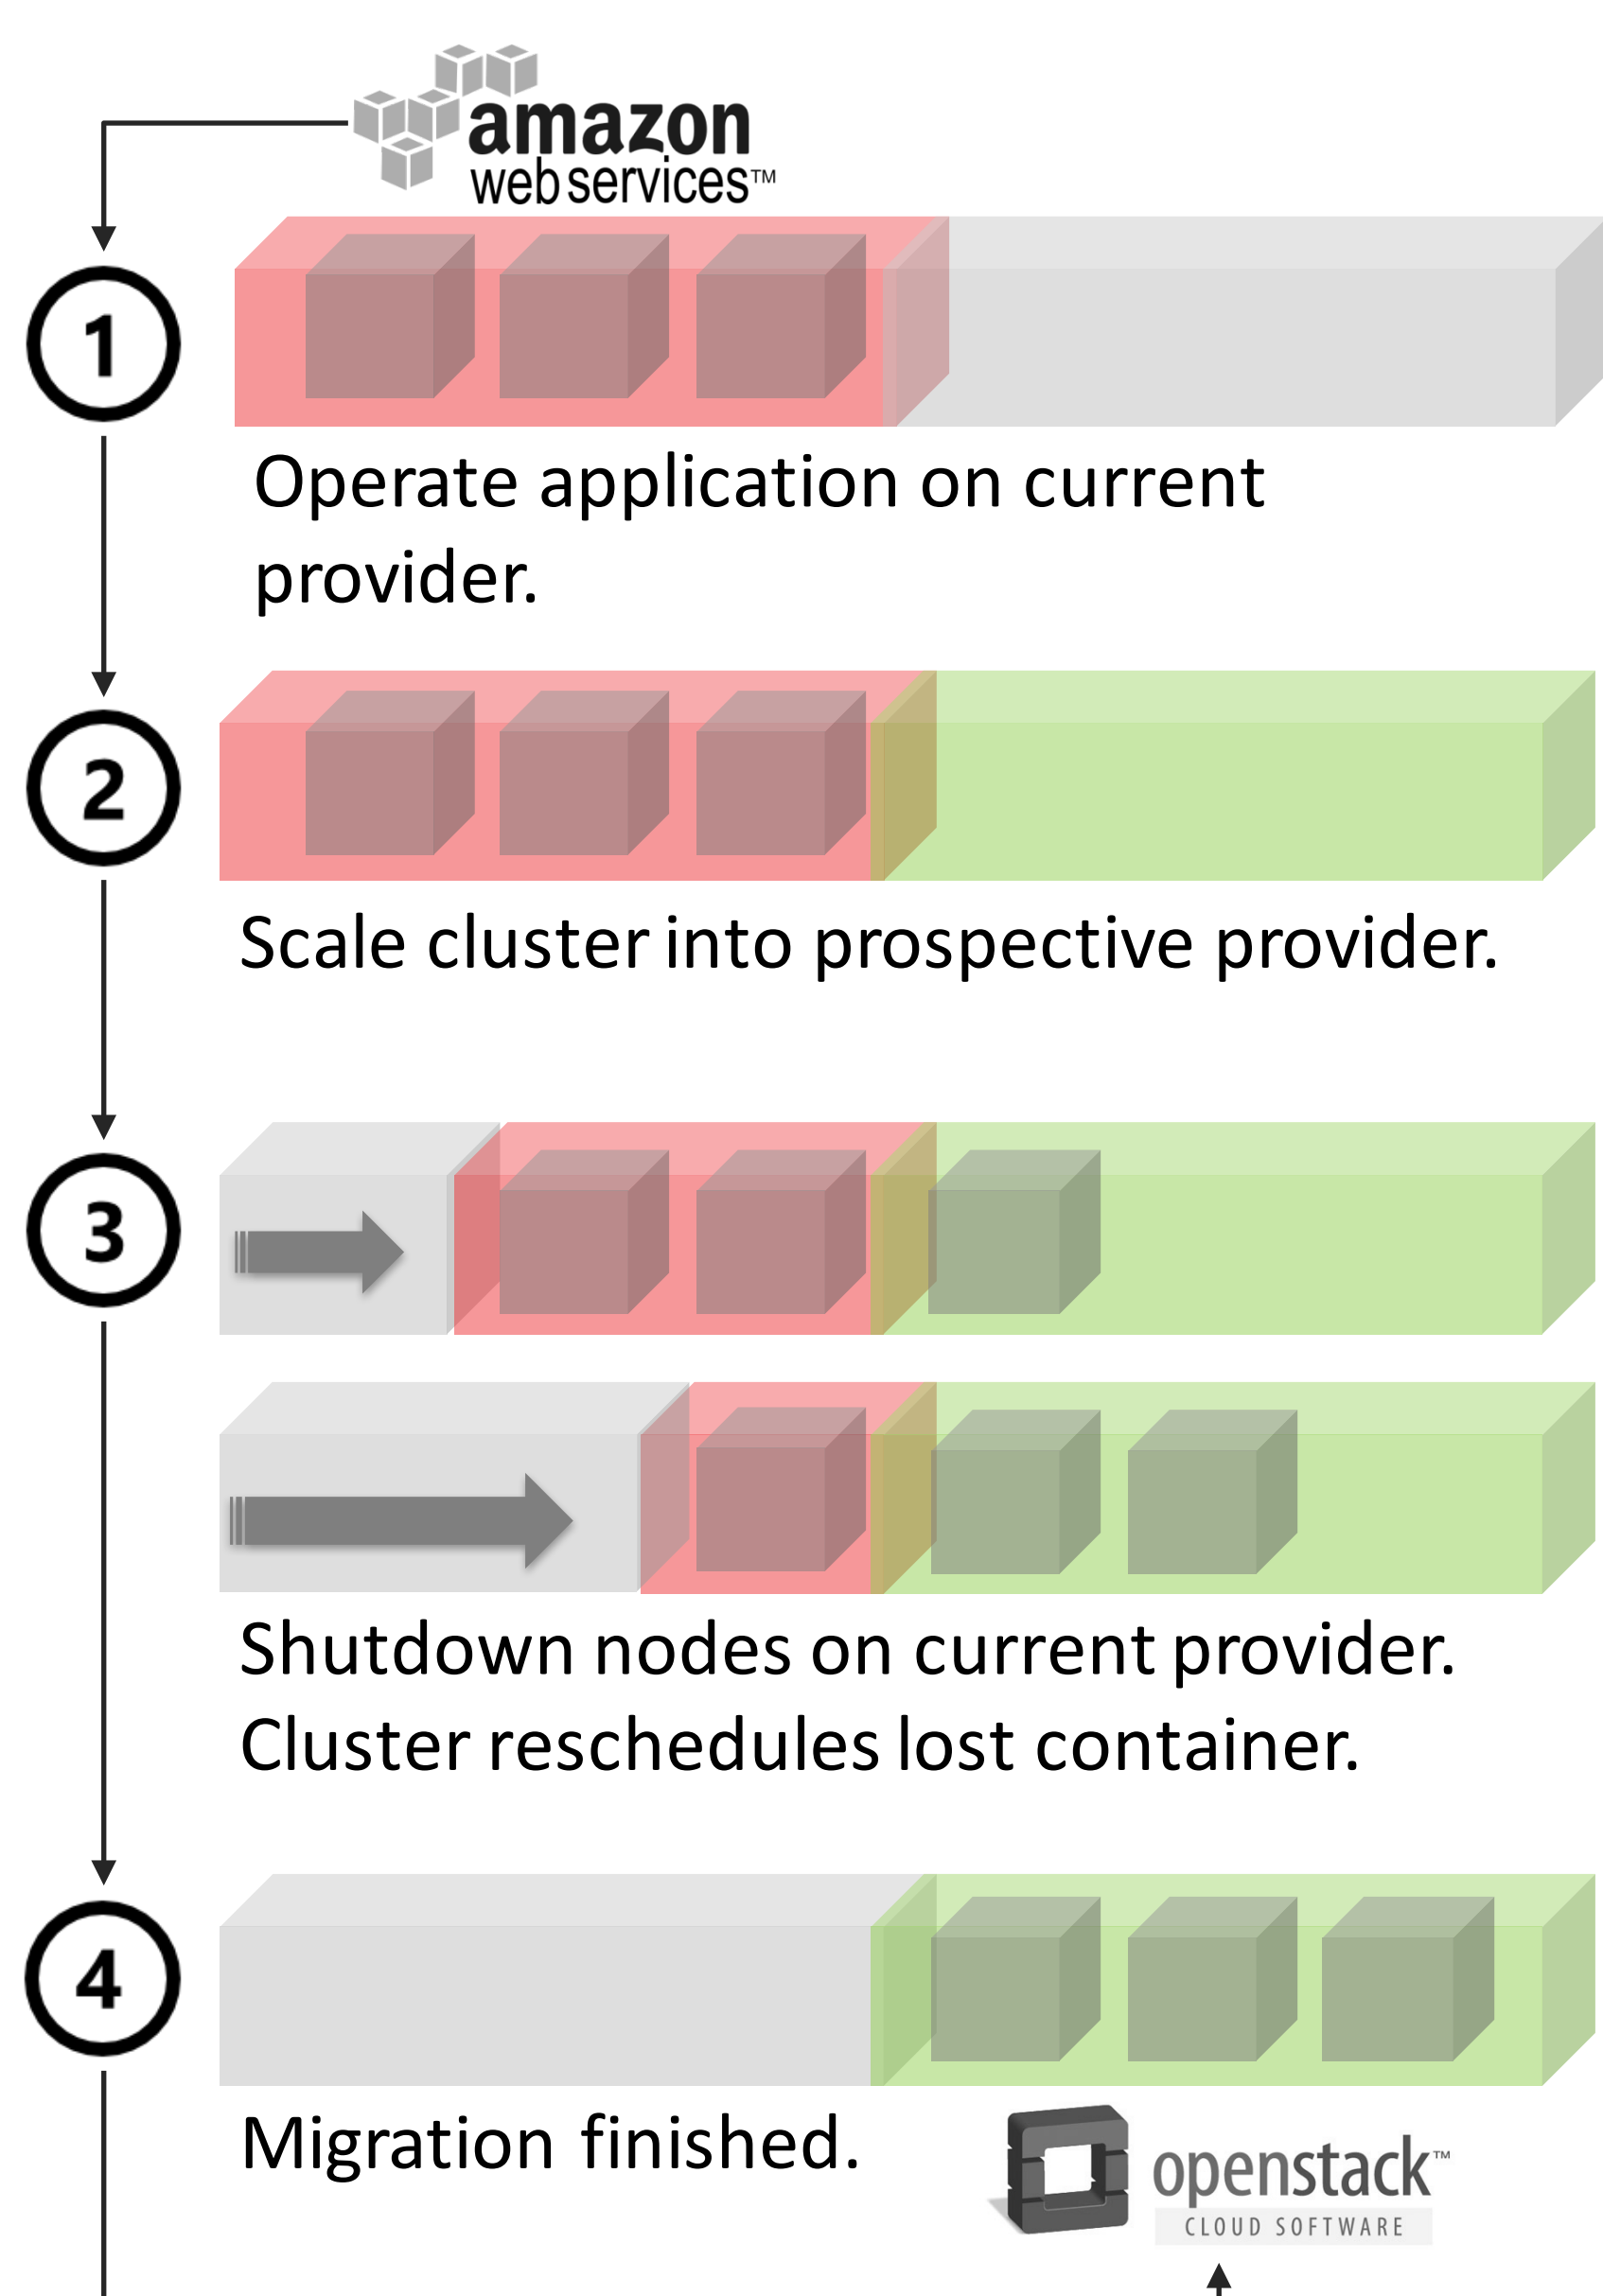 amazon
web services™
1
Operate application on current
provider.
2
Scale cluster into prospective provider.
3
Shutdown nodes on current provider.
Cluster reschedules lost container.
4
Migration finished.
openstack™
CLOUD SOFTWARE